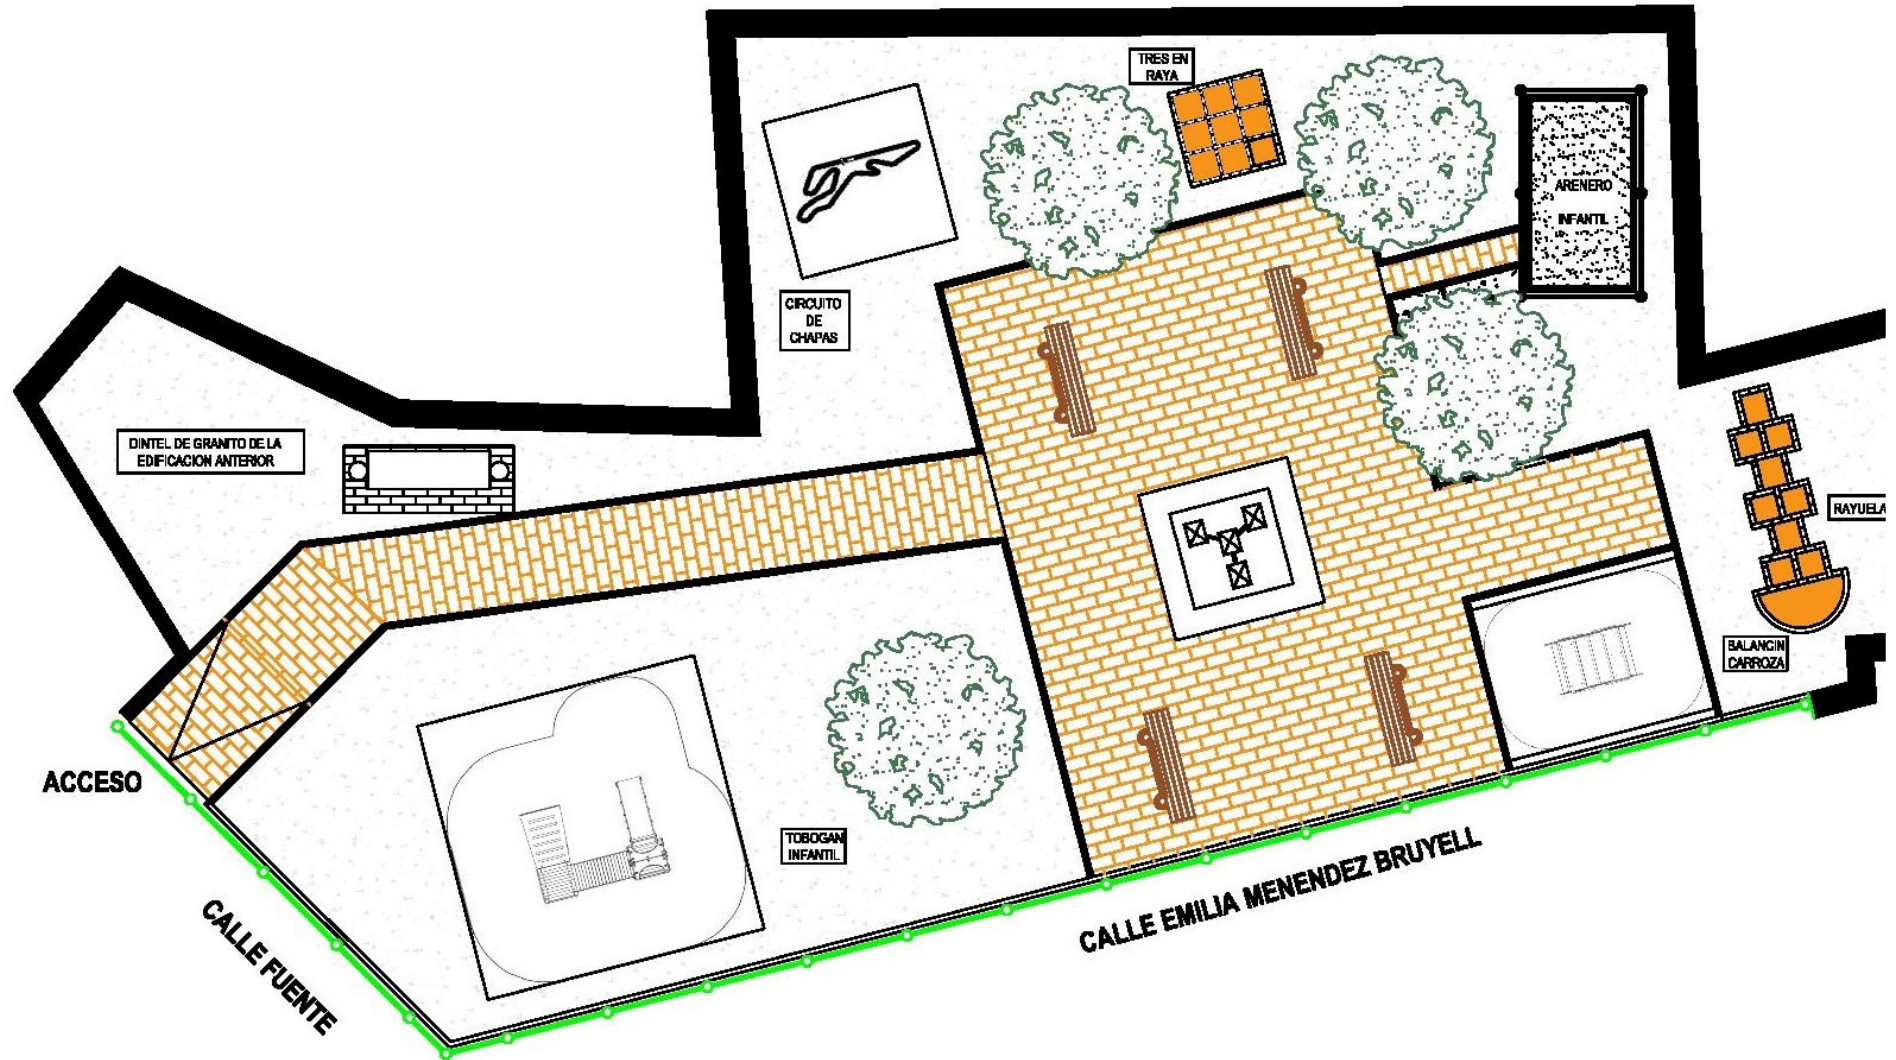 TRES EN
RAYA
ARENERO
INFANTIL
CIRCUITO
DE
CHAPAS
DINTEL DE GRANITO DE LA
EDIFICACION ANTERIOR
RAYUELA
BALANCIN
CARROZA
ACCESO
TOBOGAN
INFANTIL
CALLE EMILIA MENENDEZ BRUYELL
CALLE FUENTE